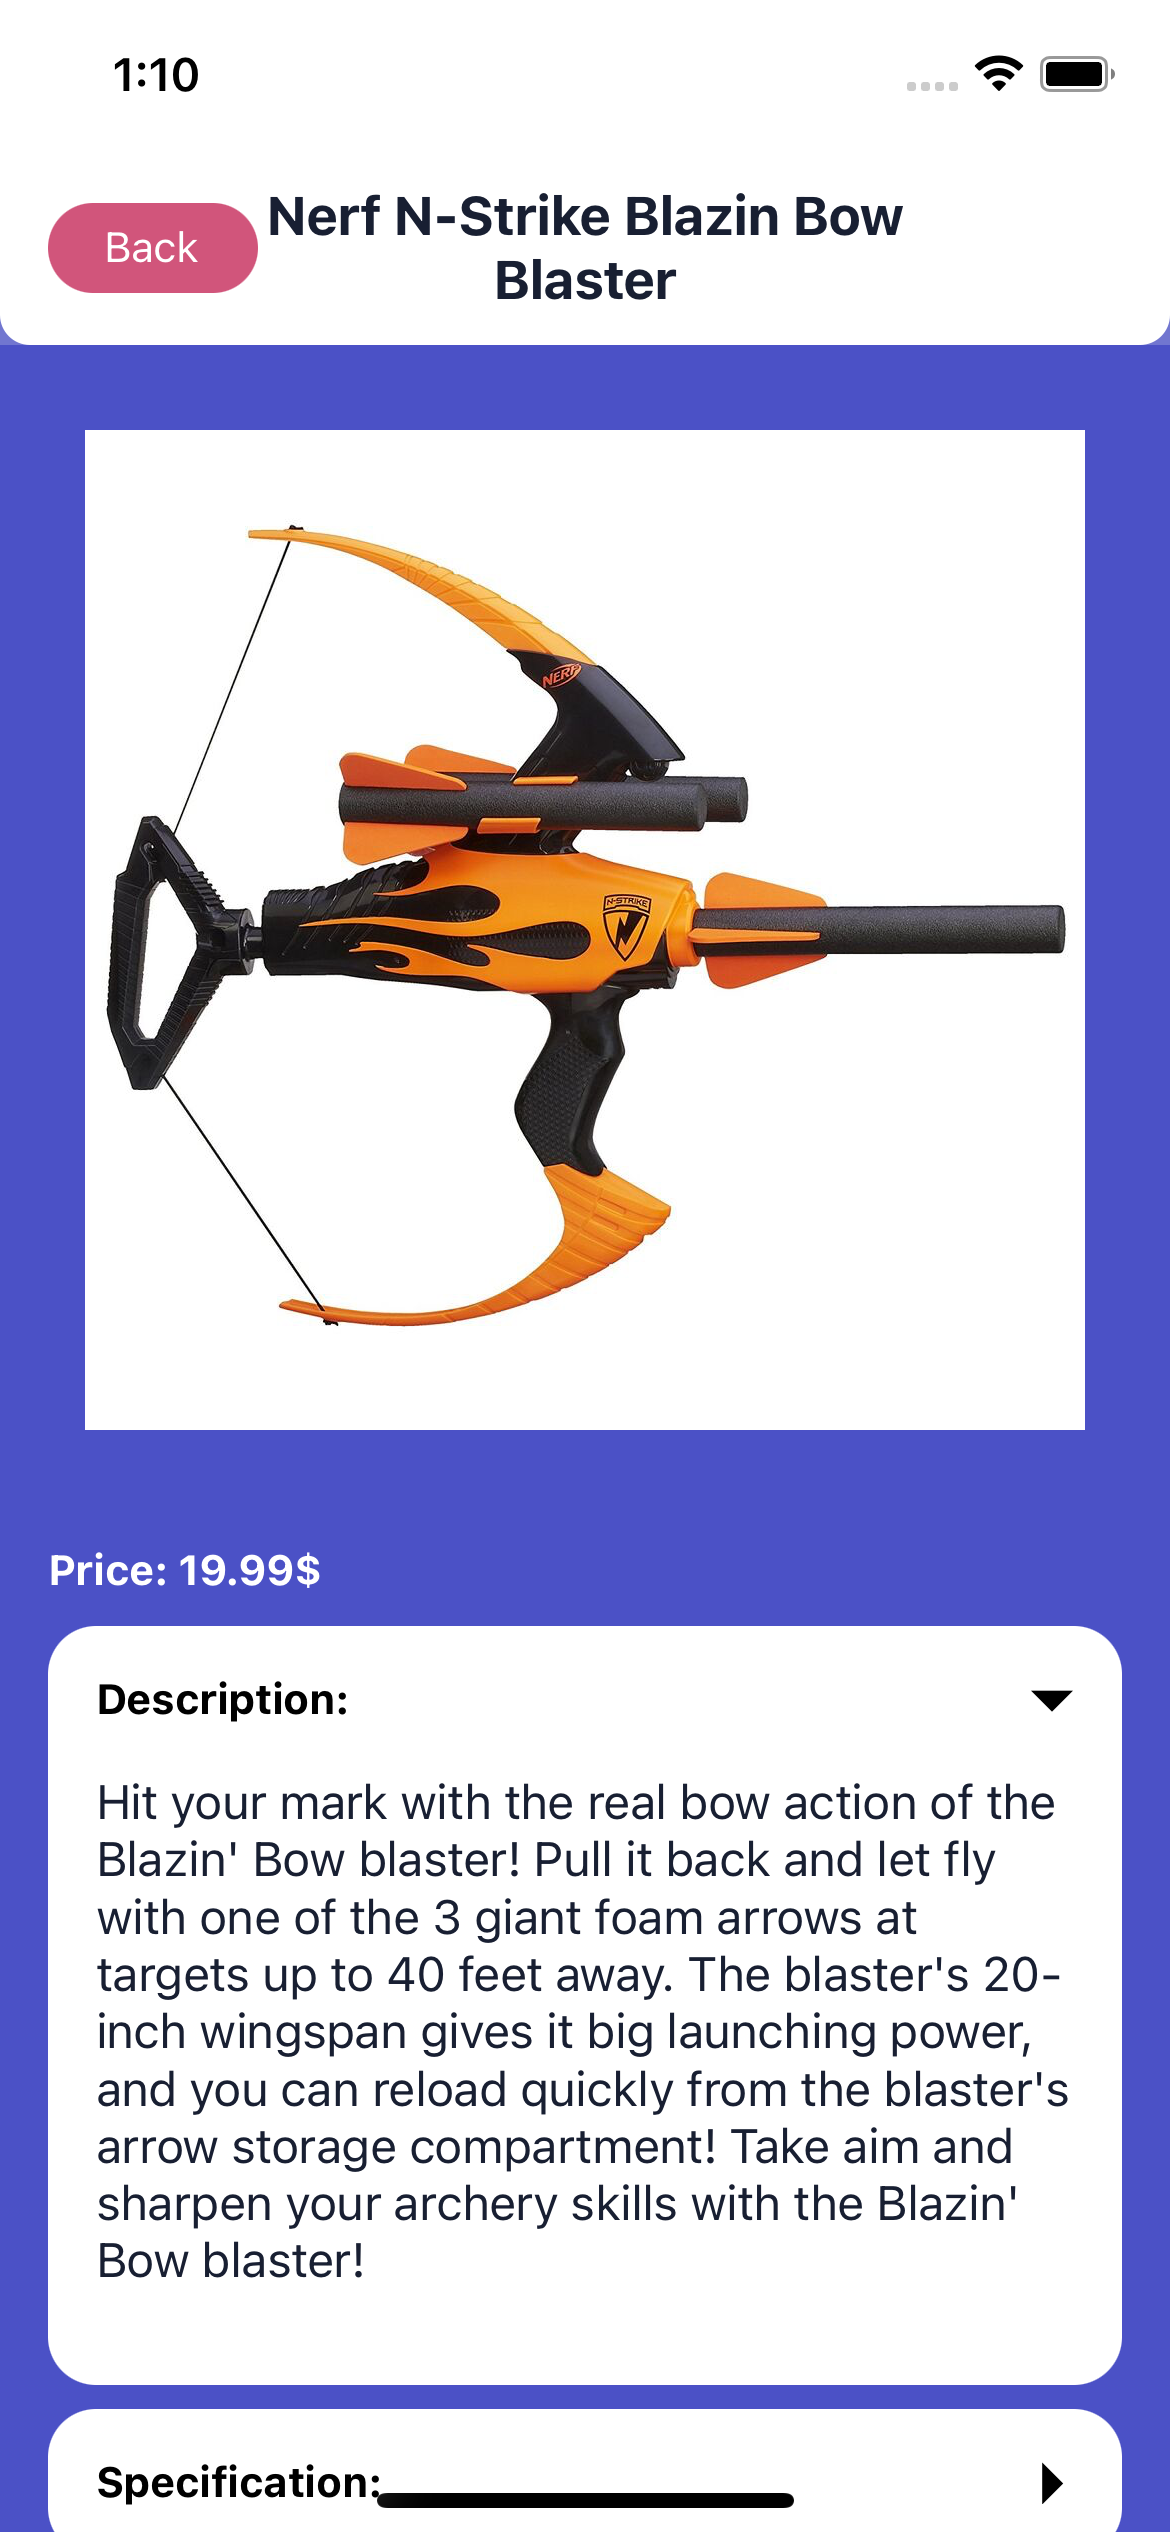 1:10
Back
Nerf N-Strike Blazin Bow
Blaster
NERF
N-STRIKE
Price: 19.99$
Description:
Hit your mark with the real bow action of the
Blazin' Bow blaster! Pull it back and let fly
with one of the 3 giant foam arrows at
targets up to 40 feet away. The blaster's 20-
inch wingspan gives it big launching power,
and you can reload quickly from the blaster's
arrow storage compartment! Take aim and
sharpen your archery skills with the Blazin'
Bow blaster!
Specification: